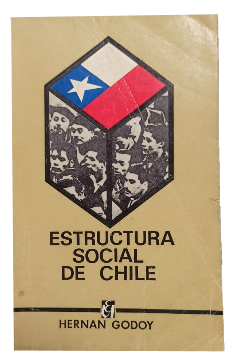 ESTRUCTURA
SOCIAL
DE CHILE
HERNAN GODOY